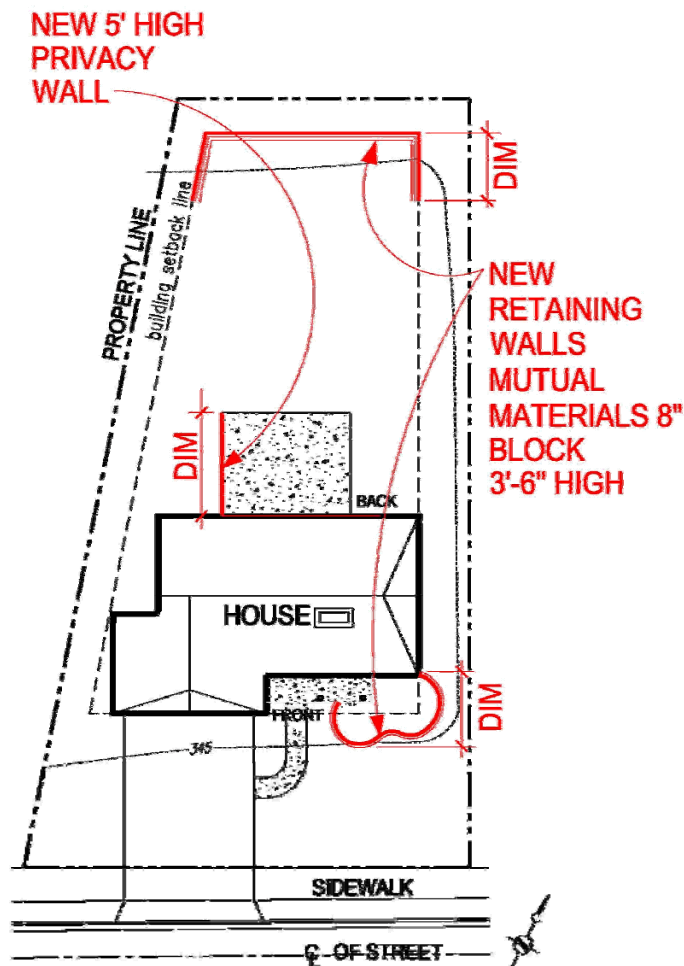 NEW 5' HIGH
PRIVACY
WALL
DIM
PROPERTY LINE
building setback line
NEW
RETAINING
WALLS
MUTUAL
MATERIALS 8"
BLOCK
3'-6" HIGH
DIM
BACK
HOUSE
FRONT
DIM
345
SIDEWALK
℄ OF STREET